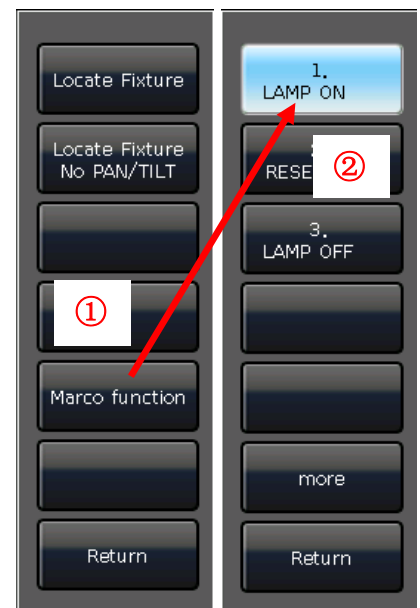 Locate Fixture
Locate Fixture
No PAN/TILT
①
Marco function
Return
1.
LAMP ON
②
RESE
3.
LAMP OFF
more
Return